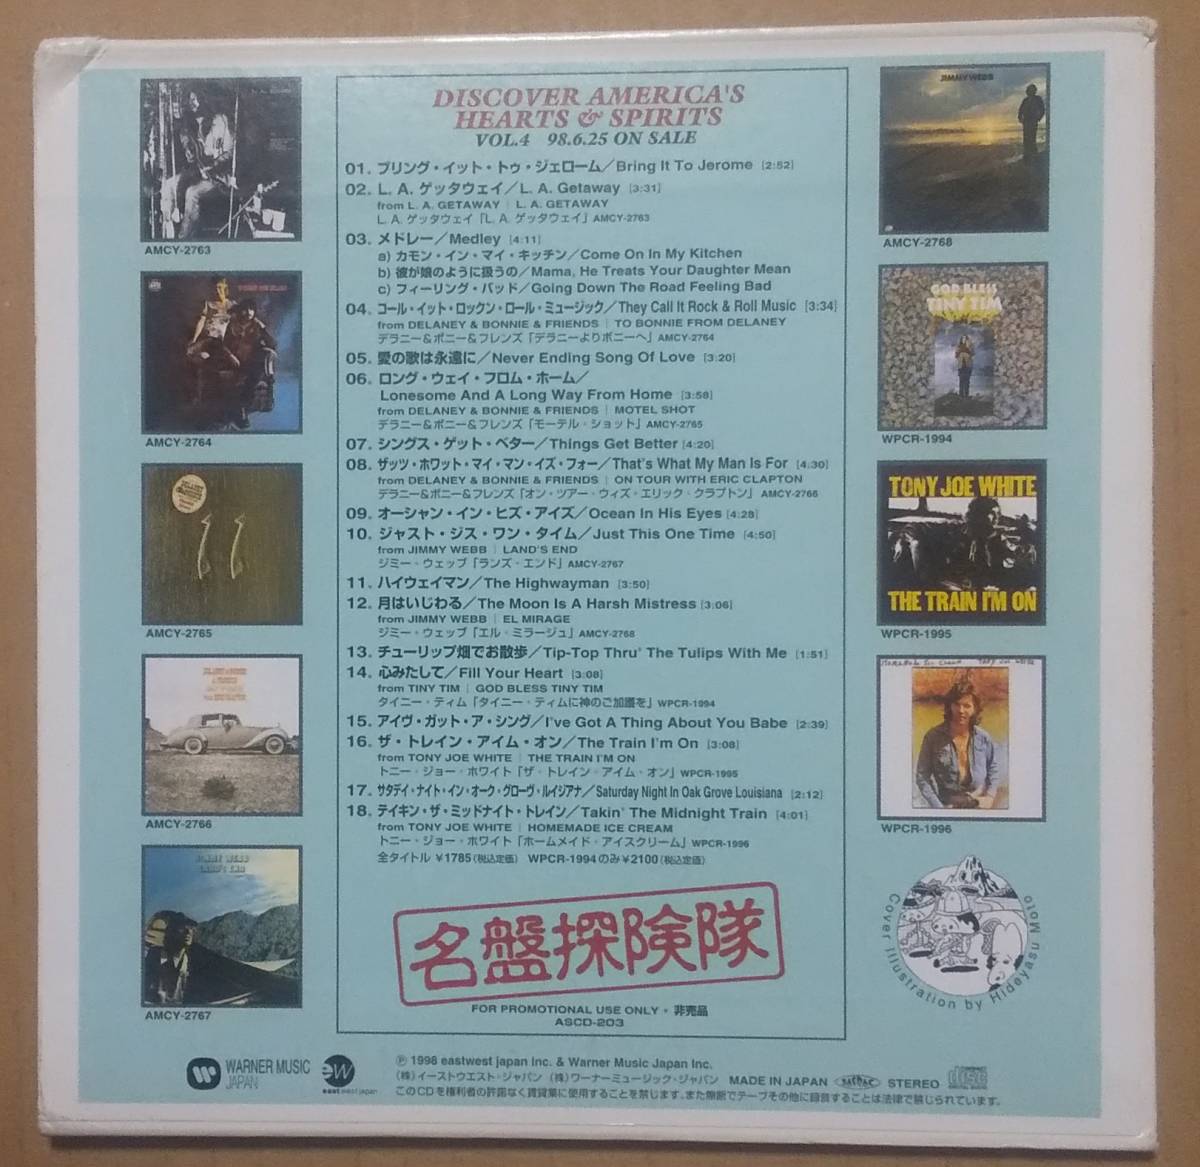 DISCOVER AMERICA'S
HEARTS & SPIRITS
VOL.4 98.6.25 ON SALE
01. ブリング・イット・トゥ・ジェローム/Bring It To Jerome [2:52]
02. L. A. ゲッタウェイ/L. A. Getaway [3:31]
from L. A. GETAWAY | L. A. GETAWAY
L. A. ゲッタウェイ「L. A. ゲッタウェイ」AMCY-2763
03. メドレー/Medley [4:11]
a) カモン・イン・マイ・キッチン/Come On In My Kitchen
b) 彼が娘のように扱うの/Mama, He Treats Your Daughter Mean
c) フィーリング・バッド/Going Down The Road Feeling Bad
04. コール・イット・ロックン・ロール・ミュージック/They Call It Rock & Roll Music [3:34]
from DELANEY & BONNIE & FRIENDS | TO BONNIE FROM DELANEY
デラニー&ボニー&フレンズ「デラニーよりボニーへ」AMCY-2764
05. 愛の歌は永遠に/Never Ending Song Of Love [3:20]
06. ロング・ウェイ・フロム・ホーム/
Lonesome And A Long Way From Home [3:58]
from DELANEY & BONNIE & FRIENDS | MOTEL SHOT
デラニー&ボニー&フレンズ「モーテル・ショット」AMCY-2765
07. シングス・ゲット・ベター/Things Get Better [4:20]
08. ザッツ・ホワット・マイ・マン・イズ・フォー/That's What My Man Is For [4:30]
from DELANEY & BONNIE & FRIENDS | ON TOUR WITH ERIC CLAPTON
デラニー&ボニー&フレンズ「オン・ツアー・ウィズ・エリック・クラプトン」AMCY-2766
09. オーシャン・イン・ヒズ・アイズ/Ocean In His Eyes [4:28]
10. ジャスト・ジス・ワン・タイム/Just This One Time [4:50]
from JIMMY WEBB | LAND'S END
ジミー・ウェッブ「ランズ・エンド」AMCY-2767
11. ハイウェイマン/The Highwayman [3:50]
12. 月はいじわる/The Moon Is A Harsh Mistress [3:06]
from JIMMY WEBB | EL MIRAGE
ジミー・ウェッブ「エル・ミラージュ」AMCY-2768
13. チューリップ畑でお散歩/Tip-Top Thru' The Tulips With Me [1:51]
14. 心みたして/Fill Your Heart [3:08]
from TINY TIM | GOD BLESS TINY TIM
タイニー・ティム「タイニー・ティムに神のご加護を」WPCR-1994
15. アイヴ・ガット・ア・シング/I've Got A Thing About You Babe [2:39]
16. ザ・トレイン・アイム・オン/The Train I'm On [3:08]
from TONY JOE WHITE | THE TRAIN I'M ON
トニー・ジョー・ホワイト「ザ・トレイン・アイム・オン」WPCR-1995
17. サタデイ・ナイト・イン・オーク・グローヴ・ルイジアナ/Saturday Night In Oak Grove Louisiana [2:12]
18. テイキン・ザ・ミッドナイト・トレイン/Takin' The Midnight Train [4:01]
from TONY JOE WHITE | HOMEMADE ICE CREAM
トニー・ジョー・ホワイト「ホームメイド・アイスクリーム」WPCR-1996
全タイトル ¥1785(税込定価) WPCR-1994のみ¥2100(税込定価)
名盤探険隊
FOR PROMOTIONAL USE ONLY・非売品
ASCD-203
AMCY-2763
AMCY-2764
AMCY-2765
AMCY-2766
JIMMY WEBB
LAND'S END
AMCY-2767
JIMMY WEBB
AMCY-2768
GOD BLESS
TINY TIM
WPCR-1994
TONY JOE WHITE
THE TRAIN I'M ON
WPCR-1995
HOMEMADE ICE CREAM TONY JOE WHITE
WPCR-1996
Cover Illustration by Hideyasu Moto
WARNER MUSIC
JAPAN
ew
eastwest japan
℗ 1998 eastwest japan Inc. & Warner Music Japan Inc.
(株)イーストウエスト・ジャパン (株)ワーナーミュージック・ジャパン MADE IN JAPAN STEREO disc
このCDを権利者の許諾なく賃貸業に使用することを禁じます。また無断でテープその他に録音することは法律で禁じられています。